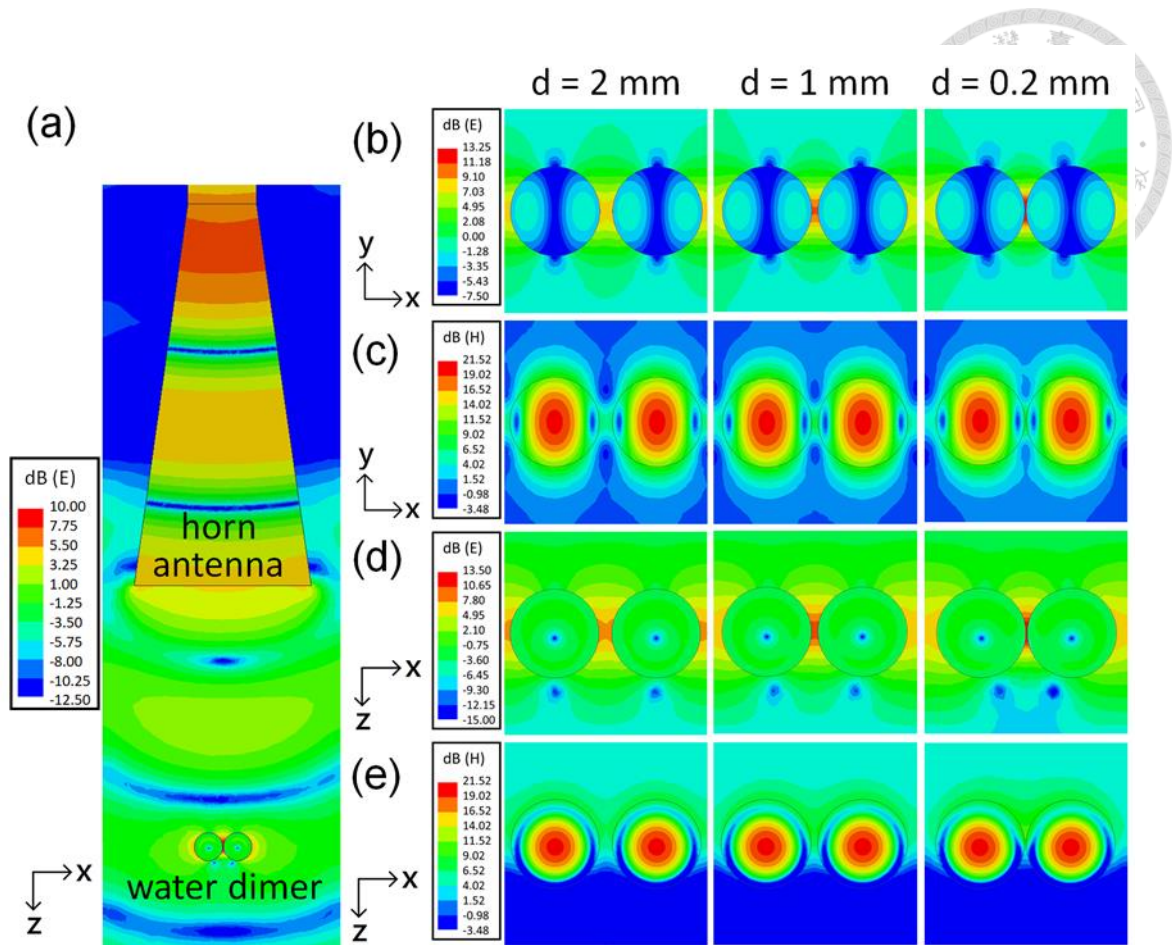 d = 2 mm
d = 1 mm
d = 0.2 mm
(a)
dB (E)
10.00
7.75
5.50
3.25
1.00
-1.25
-3.50
-5.75
-8.00
-10.25
-12.50
horn
antenna
water dimer
x
z
(b)
dB (E)
13.25
11.18
9.10
7.03
4.95
2.08
0.00
-1.28
-3.35
-5.43
-7.50
y
x
(c)
dB (H)
21.52
19.02
16.52
14.02
11.52
9.02
6.52
4.02
1.52
-0.98
-3.48
y
x
(d)
dB (E)
13.50
10.65
7.80
4.95
2.10
-0.75
-3.60
-6.45
-9.30
-12.15
-15.00
x
z
(e)
dB (H)
21.52
19.02
16.52
14.02
11.52
9.02
6.52
4.02
1.52
-0.98
-3.48
x
z